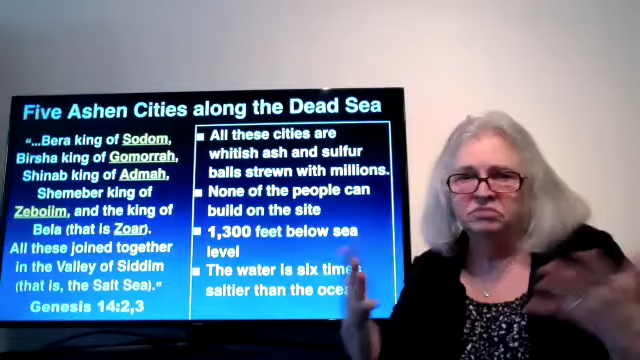 Five Ashen Cities along the Dead Sea
"...Bera king of Sodom,
Birsha king of Gomorrah,
Shinab king of Admah,
Shemeber king of
Zeboiim, and the king of
Bela (that is Zoar).
All these joined together
in the Valley of Siddim
(that is, the Salt Sea)."
Genesis 14:2,3
■ All these cities are
whitish ash and sulfur
balls strewn with millions.
■ None of the people can
build on the site
■ 1,300 feet below sea
level
■ The water is six times
saltier than the ocean